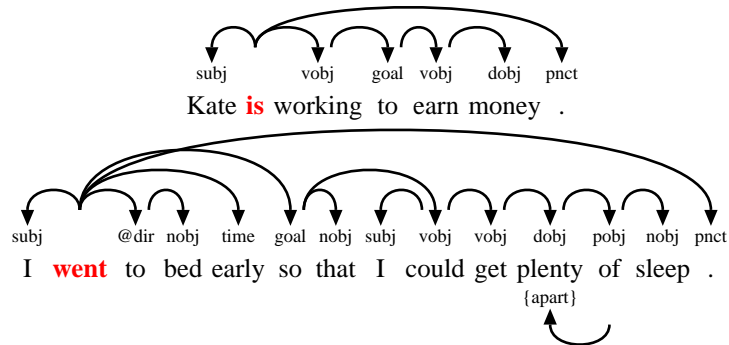 subj vobj goal vobj dobj pnct
Kate is working to earn money .
subj @dir nobj time goal nobj subj vobj vobj dobj pobj nobj pnct
I went to bed early so that I could get plenty of sleep .
{apart}